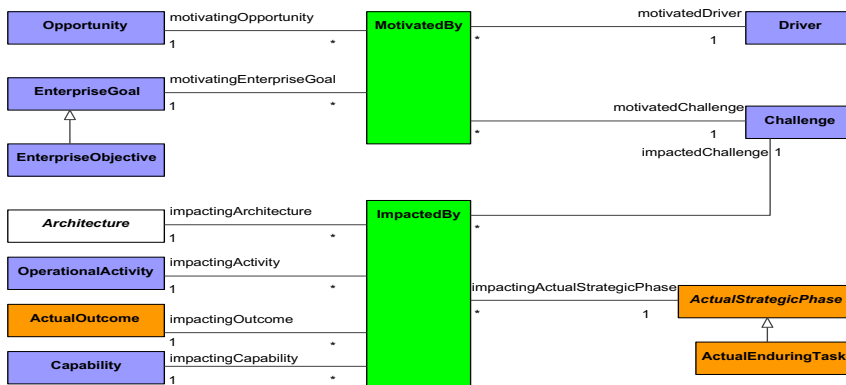 Opportunity
motivatingOpportunity
1
*
MotivatedBy
motivatedDriver
*
1
Driver
EnterpriseGoal
motivatingEnterpriseGoal
1
*
EnterpriseObjective
motivatedChallenge
*
1
Challenge
impactedChallenge 1
Architecture
impactingArchitecture
1
*
ImpactedBy
*
OperationalActivity
impactingActivity
1
*
impactingActualStrategicPhase
*
1
ActualStrategicPhase
ActualOutcome
impactingOutcome
1
*
ActualEnduringTask
Capability
impactingCapability
1
*